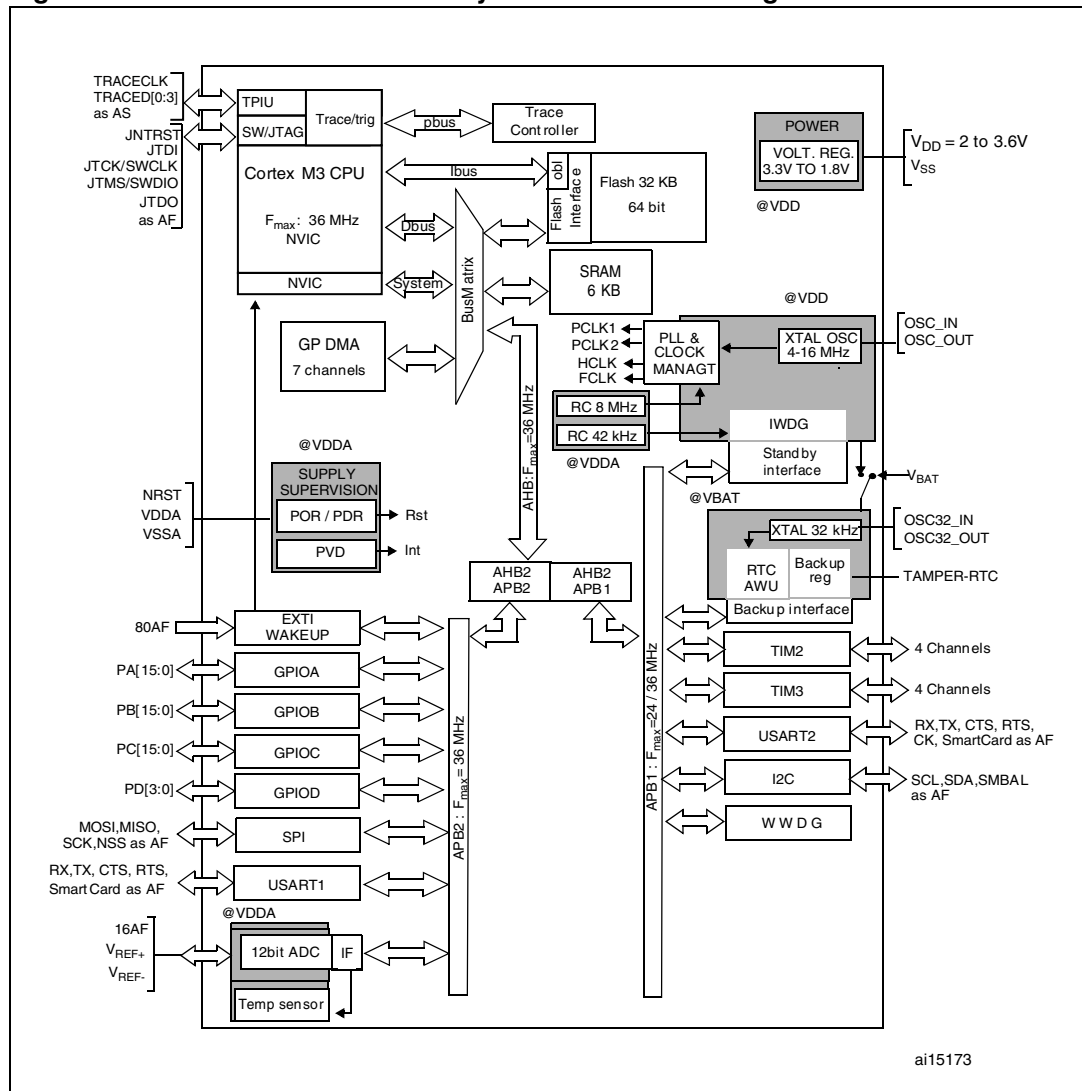 TRACECLK
TRACED[0:3]
as AS
JNTRST
JTDI
JTCK/SWCLK
JTMS/SWDIO
JTDO
as AF
TPIU
SW/JTAG
Trace/trig
pbus
Trace
Controller
Cortex M3 CPU
Fmax: 36 MHz
NVIC
NVIC
Ibus
Dbus
System
BusM atrix
Flash
obl
Interface
Flash 32 KB
64 bit
SRAM
6 KB
GP DMA
7 channels
POWER
VOLT. REG.
3.3V TO 1.8V
@VDD
VDD = 2 to 3.6V
VSS
@VDD
PCLK1
PCLK2
HCLK
FCLK
PLL &
CLOCK
MANAGT
XTAL OSC
4-16 MHz
OSC_IN
OSC_OUT
RC 8 MHz
RC 42 kHz
@VDDA
IWDG
Standby
interface
VBAT
@VBAT
XTAL 32 kHz
OSC32_IN
OSC32_OUT
RTC
AWU
Backup
reg
TAMPER-RTC
Backup interface
AHB:Fmax=36 MHz
@VDDA
SUPPLY
SUPERVISION
NRST
VDDA
VSSA
POR / PDR
Rst
PVD
Int
AHB2
APB2
AHB2
APB1
80AF
EXTI
WAKEUP
PA[15:0]
GPIOA
PB[15:0]
GPIOB
PC[15:0]
GPIOC
PD[3:0]
GPIOD
MOSI,MISO,
SCK,NSS as AF
SPI
RX,TX, CTS, RTS,
SmartCard as AF
USART1
@VDDA
16AF
VREF+
VREF-
12bit ADC
IF
Temp sensor
APB2 : Fmax= 36 MHz
APB1 : Fmax=24 / 36 MHz
TIM2
4 Channels
TIM3
4 Channels
USART2
RX,TX, CTS, RTS,
CK, SmartCard as AF
I2C
SCL,SDA,SMBAL
as AF
W W D G
ai15173